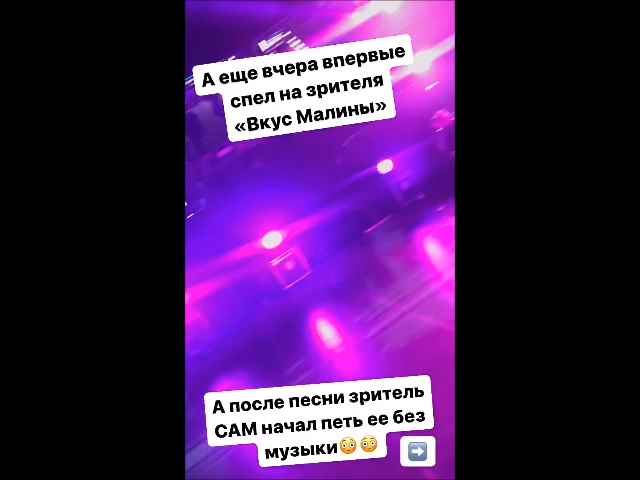 А еще вчера впервые
спел на зрителя
«Вкус Малины»
А после песни зритель
САМ начал петь ее без
музыки😳😳
➡️